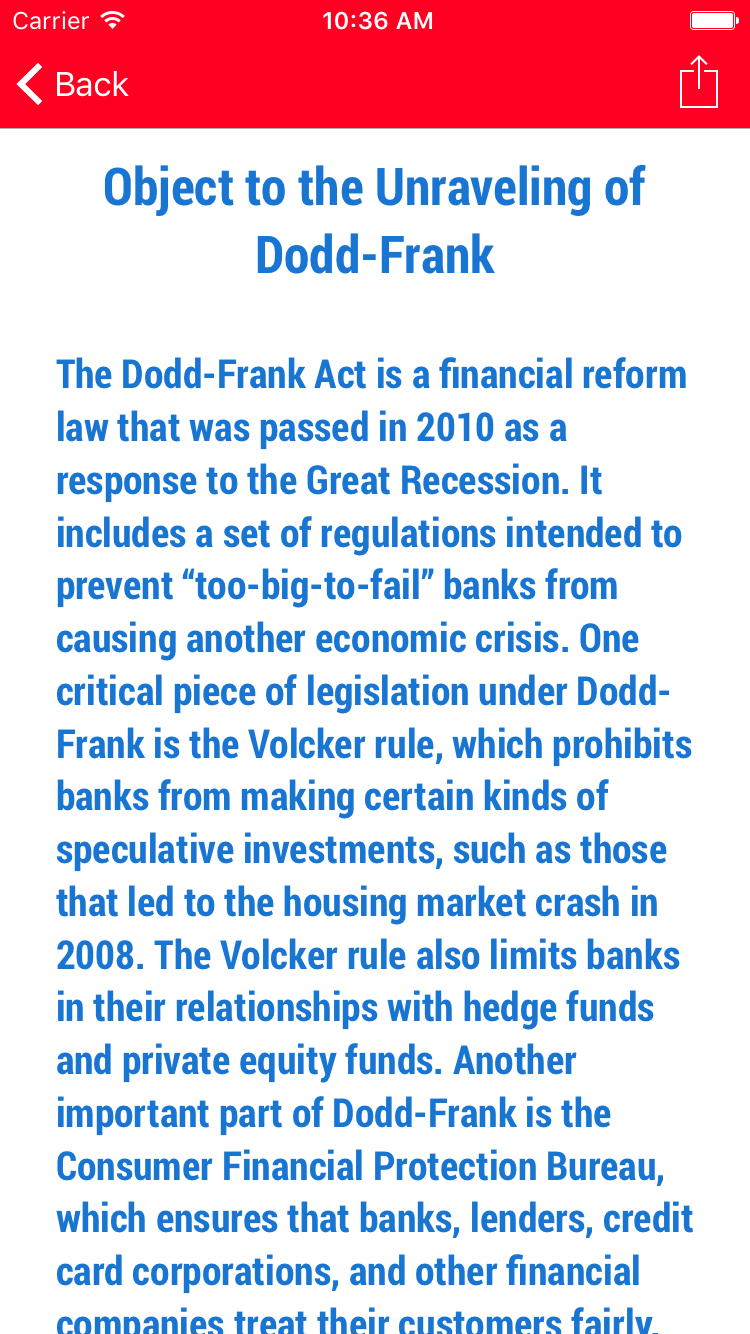 Carrier 10:36 AM
Back
Object to the Unraveling of
Dodd-Frank
The Dodd-Frank Act is a financial reform
law that was passed in 2010 as a
response to the Great Recession. It
includes a set of regulations intended to
prevent “too-big-to-fail” banks from
causing another economic crisis. One
critical piece of legislation under Dodd-
Frank is the Volcker rule, which prohibits
banks from making certain kinds of
speculative investments, such as those
that led to the housing market crash in
2008. The Volcker rule also limits banks
in their relationships with hedge funds
and private equity funds. Another
important part of Dodd-Frank is the
Consumer Financial Protection Bureau,
which ensures that banks, lenders, credit
card corporations, and other financial
companies treat their customers fairly.